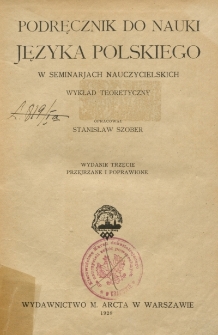 PODRĘCZNIK DO NAUKI
JĘZYKA POLSKIEGO
W SEMINARJACH NAUCZYCIELSKICH
WYKŁAD TEORETYCZNY
OPRACOWAŁ
STANISŁAW SZOBER
WYDANIE TRZECIE
PRZEJRZANE I POPRAWIONE
WYDAWNICTWO M. ARCTA W WARSZAWIE